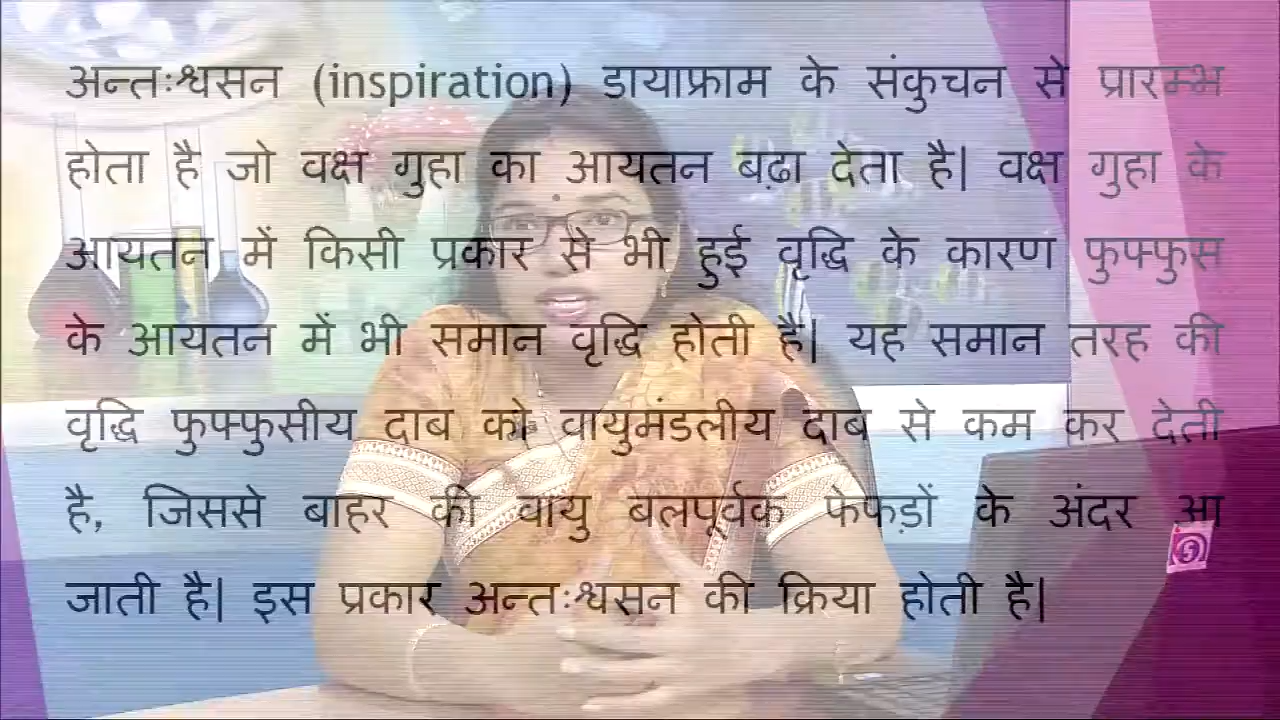 अन्तःश्वसन (inspiration) डायाफ्राम के संकुचन से प्रारम्भ
होता है जो वक्ष गुहा का आयतन बढ़ा देता है| वक्ष गुहा के
आयतन में किसी प्रकार से भी हुई वृद्धि के कारण फुफ्फुस
के आयतन में भी समान वृद्धि होती है| यह समान तरह की
वृद्धि फुफ्फुसीय दाब को वायुमंडलीय दाब से कम कर देती
है, जिससे बाहर की वायु बलपूर्वक फेफड़ों के अंदर आ
जाती है| इस प्रकार अन्तःश्वसन की क्रिया होती है|